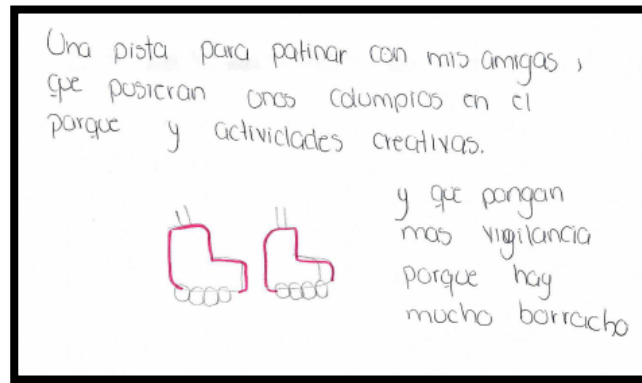 Una pista para patinar con mis amigas,
que pusieran unos columpios en el
parque y actividades creativas.
y que pongan
mas vigilancia
porque hay
mucho borracho